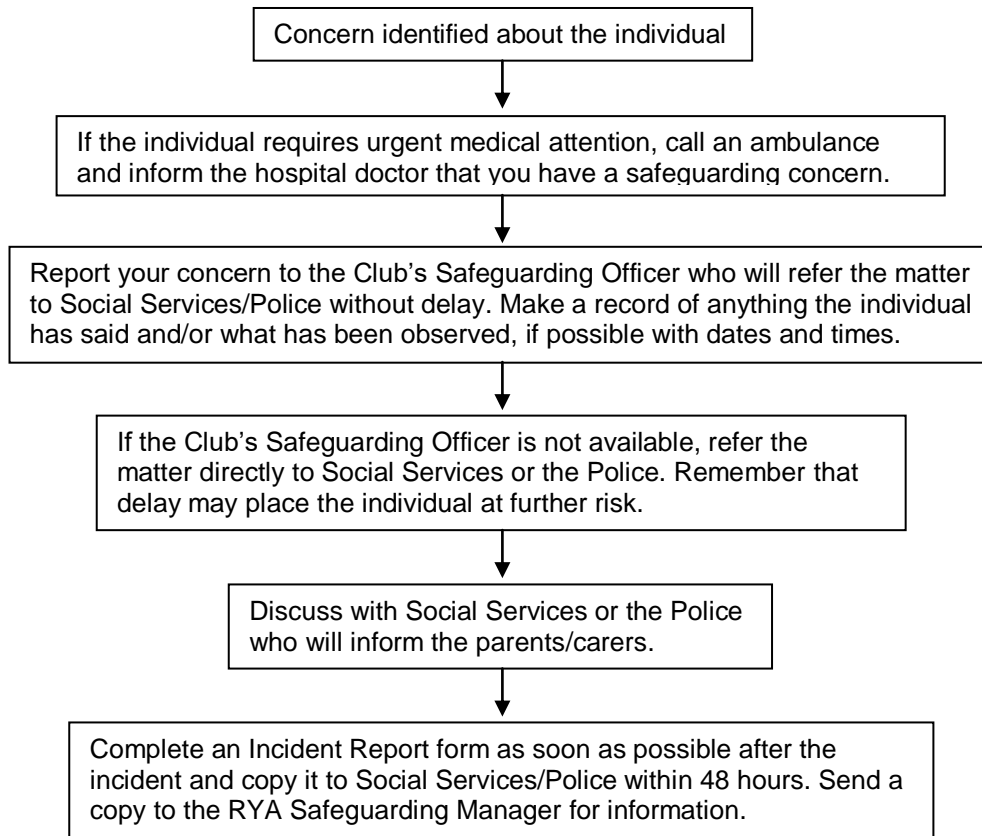 Concern identified about the individual
If the individual requires urgent medical attention, call an ambulance
and inform the hospital doctor that you have a safeguarding concern.
Report your concern to the Club's Safeguarding Officer who will refer the matter
to Social Services/Police without delay. Make a record of anything the individual
has said and/or what has been observed, if possible with dates and times.
If the Club's Safeguarding Officer is not available, refer the
matter directly to Social Services or the Police. Remember that
delay may place the individual at further risk.
Discuss with Social Services or the Police
who will inform the parents/carers.
Complete an Incident Report form as soon as possible after the
incident and copy it to Social Services/Police within 48 hours. Send a
copy to the RYA Safeguarding Manager for information.